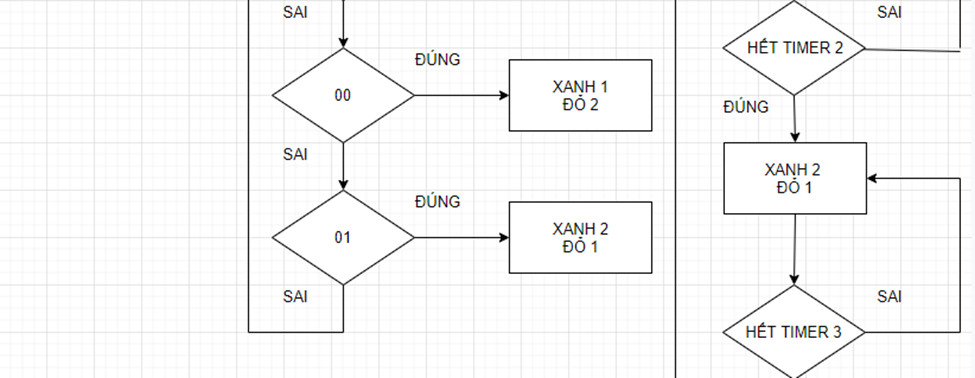 SAI
00
ĐÚNG
XANH 1
ĐỎ 2
SAI
01
ĐÚNG
XANH 2
ĐỎ 1
SAI
SAI
HẾT TIMER 2
ĐÚNG
XANH 2
ĐỎ 1
SAI
HẾT TIMER 3